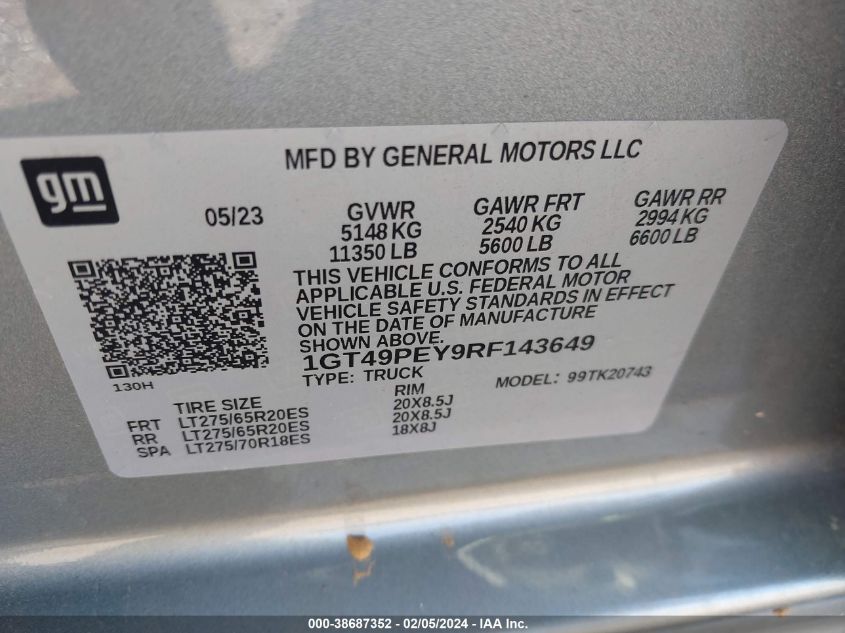 MFD BY GENERAL MOTORS LLC
gm
05/23 GVWR GAWR FRT GAWR RR
5148 KG 2540 KG 2994 KG
11350 LB 5600 LB 6600 LB
THIS VEHICLE CONFORMS TO ALL
APPLICABLE U.S. FEDERAL MOTOR
VEHICLE SAFETY STANDARDS IN EFFECT
ON THE DATE OF MANUFACTURE
SHOWN ABOVE.
1GT49PEY9RF143649
130H
TYPE: TRUCK MODEL: 99TK20743
TIRE SIZE RIM
FRT LT275/65R20ES 20X8.5J
RR LT275/65R20ES 20X8.5J
SPA LT275/70R18ES 18X8J
000-38687352 - 02/05/2024 - IAA Inc.